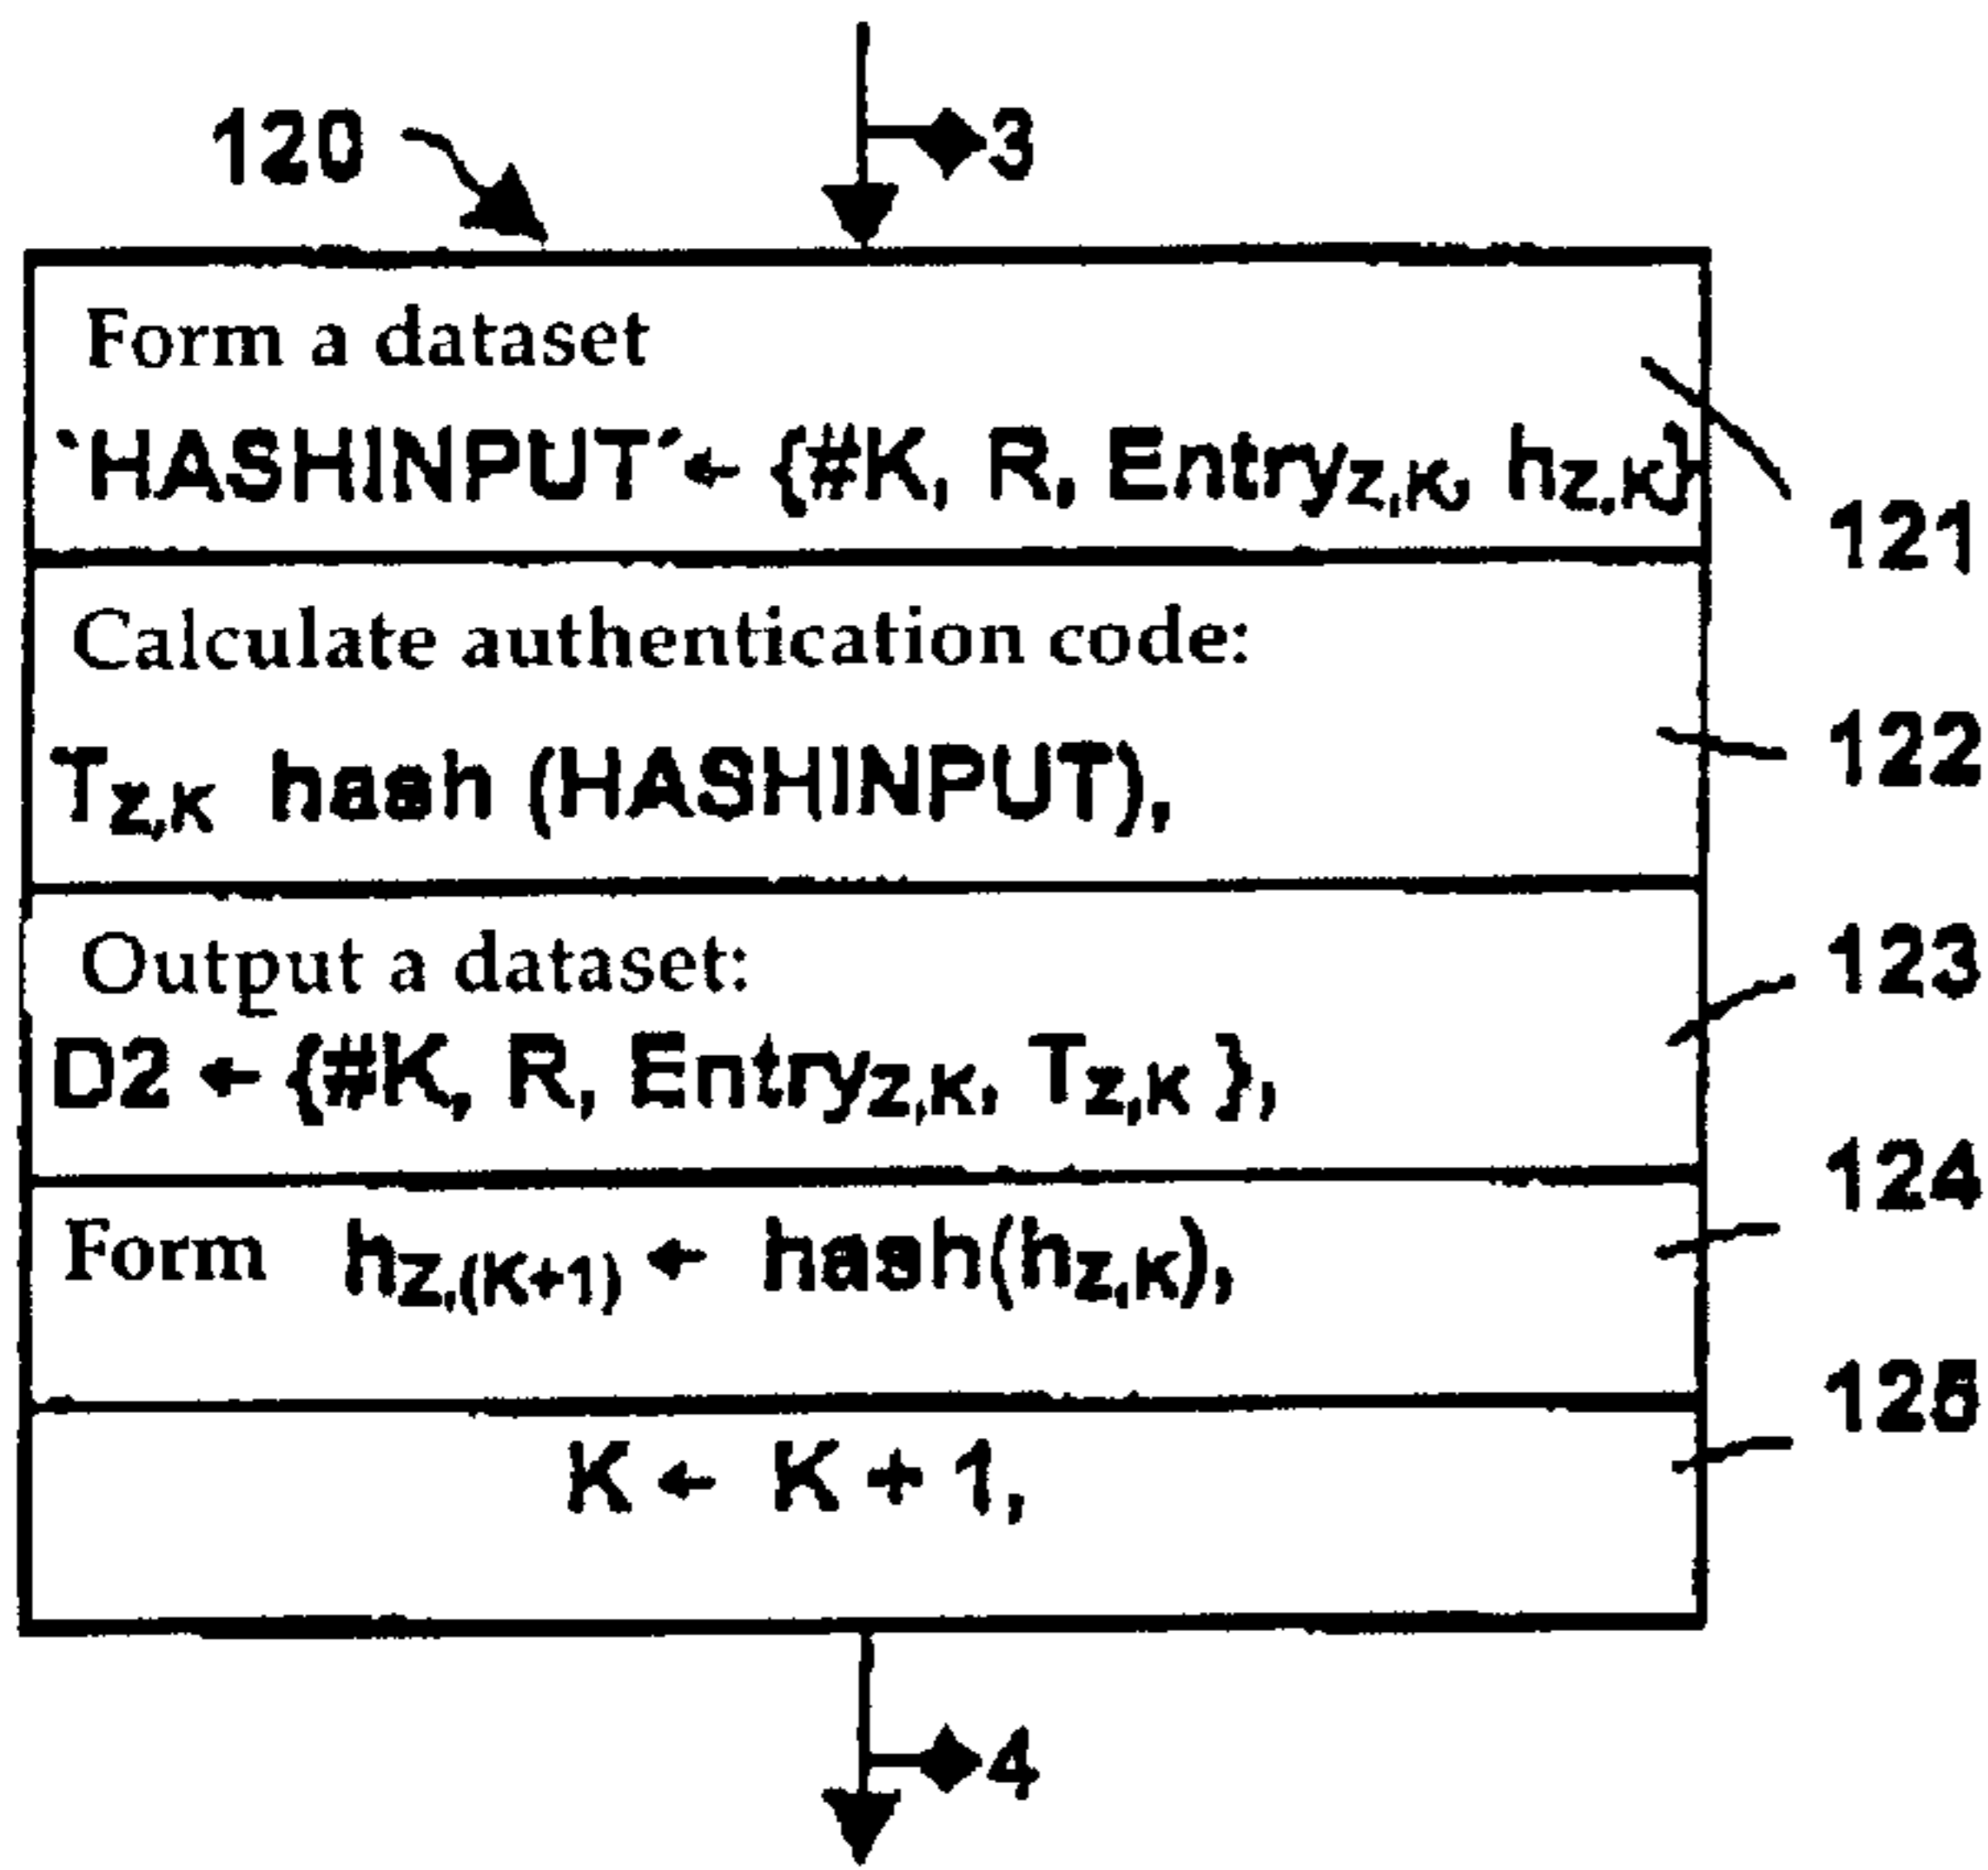 120
3
Form a dataset
`HASHINPUT´← {#K, R, Entryz,K, hz,K}
121
Calculate authentication code:
122
Tz,K hash (HASHINPUT),
Output a dataset:
123
D2 ← {#K, R, Entryz,K, Tz,K },
124
Form hz,(K+1) ← hash(hz,K),
125
K ← K + 1,
4